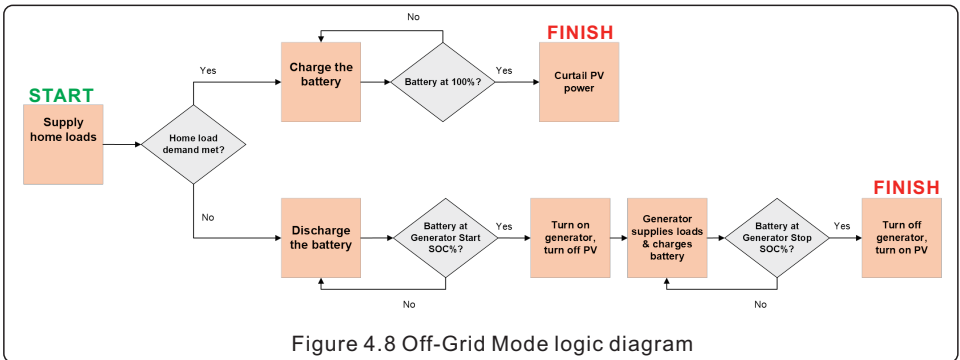 No
FINISH
Charge the
battery
Battery at 100%?
Yes
Curtail PV
power
Yes
START
Supply
home loads
Home load
demand met?
No
FINISH
Discharge
the battery
Battery at
Generator Start
SOC%?
Yes
Turn on
generator,
turn off PV
Generator
supplies loads
& charges
battery
Battery at
Generator Stop
SOC%?
Yes
Turn off
generator,
turn on PV
No
No
Figure 4.8 Off-Grid Mode logic diagram